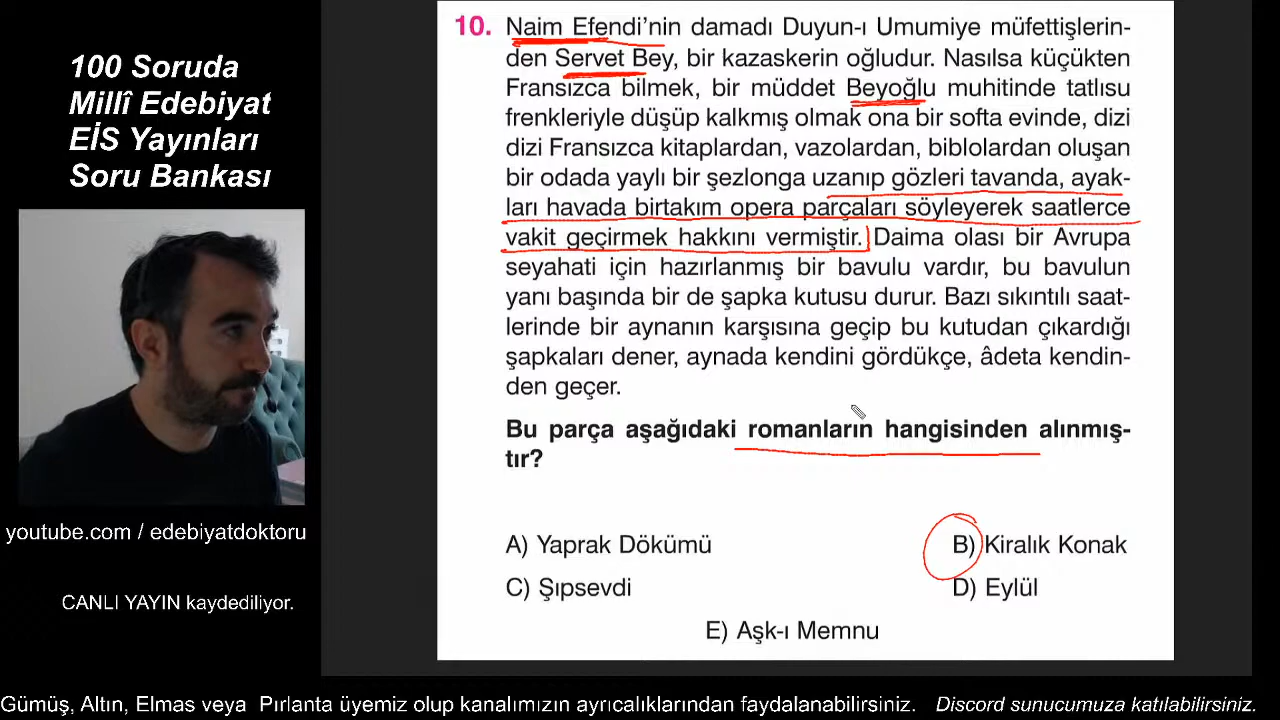 100 Soruda
Millî Edebiyat
EİS Yayınları
Soru Bankası
youtube.com / edebiyatdoktoru
CANLI YAYIN kaydediliyor.
10. Naim Efendi'nin damadı Duyun-ı Umumiye müfettişlerin-
den Servet Bey, bir kazaskerin oğludur. Nasılsa küçükten
Fransızca bilmek, bir müddet Beyoğlu muhitinde tatlısu
frenkleriyle düşüp kalkmış olmak ona bir softa evinde, dizi
dizi Fransızca kitaplardan, vazolardan, biblolardan oluşan
bir odada yaylı bir şezlonga uzanıp gözleri tavanda, ayak-
ları havada birtakım opera parçaları söyleyerek saatlerce
vakit geçirmek hakkını vermiştir. Daima olası bir Avrupa
seyahati için hazırlanmış bir bavulu vardır, bu bavulun
yanı başında bir de şapka kutusu durur. Bazı sıkıntılı saat-
lerinde bir aynanın karşısına geçip bu kutudan çıkardığı
şapkaları dener, aynada kendini gördükçe, âdeta kendin-
den geçer.
Bu parça aşağıdaki romanların hangisinden alınmış-
tır?
A) Yaprak Dökümü B) Kiralık Konak
C) Şıpsevdi D) Eylül
E) Aşk-ı Memnu
Gümüş, Altın, Elmas veya Pırlanta üyemiz olup kanalımızın ayrıcalıklarından faydalanabilirsiniz. Discord sunucumuza katılabilirsiniz.